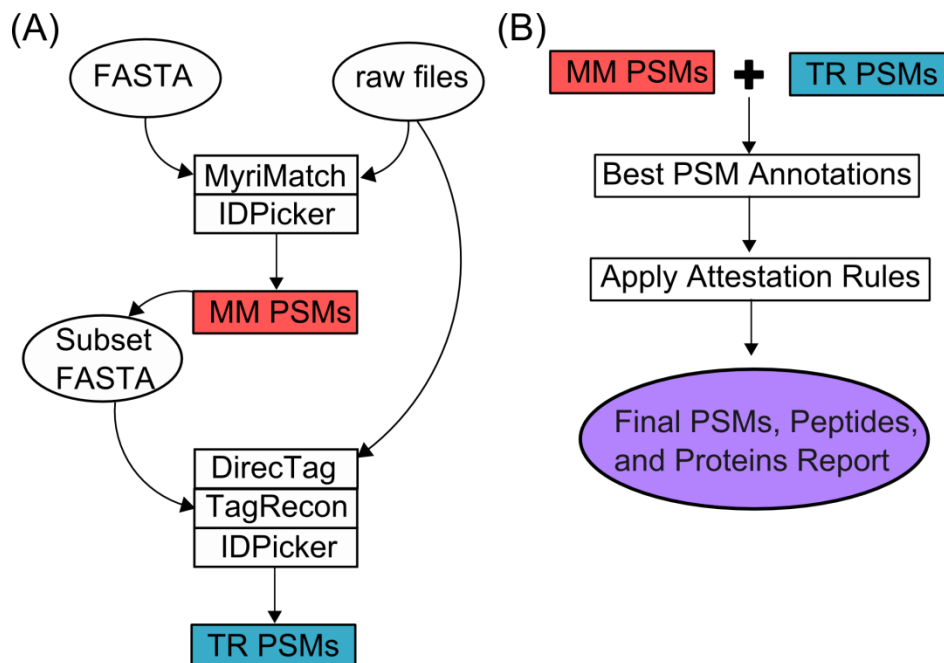 (A)
FASTA
raw files
MyriMatch
IDPicker
MM PSMs
Subset
FASTA
DirecTag
TagRecon
IDPicker
TR PSMs
(B)
MM PSMs + TR PSMs
Best PSM Annotations
Apply Attestation Rules
Final PSMs, Peptides,
and Proteins Report